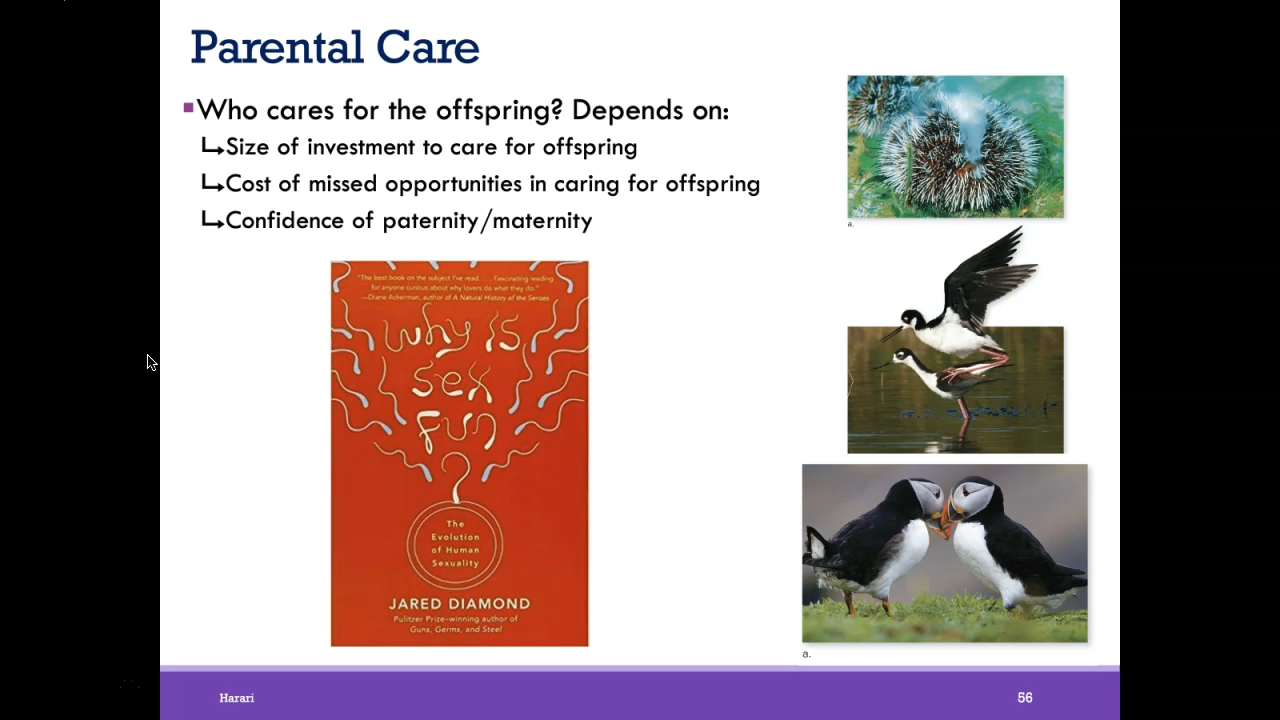 Parental Care
Who cares for the offspring? Depends on:
Size of investment to care for offspring
Cost of missed opportunities in caring for offspring
Confidence of paternity/maternity
"The best book on the subject I've read. . . . Fascinating reading
for anyone curious about why lovers do what they do."
—Diane Ackerman, author of A Natural History of the Senses
why is
sex
fun
?
The
Evolution
of Human
Sexuality
JARED DIAMOND
Pulitzer Prize-winning author of
Guns, Germs, and Steel
a.
a.
Harari
56